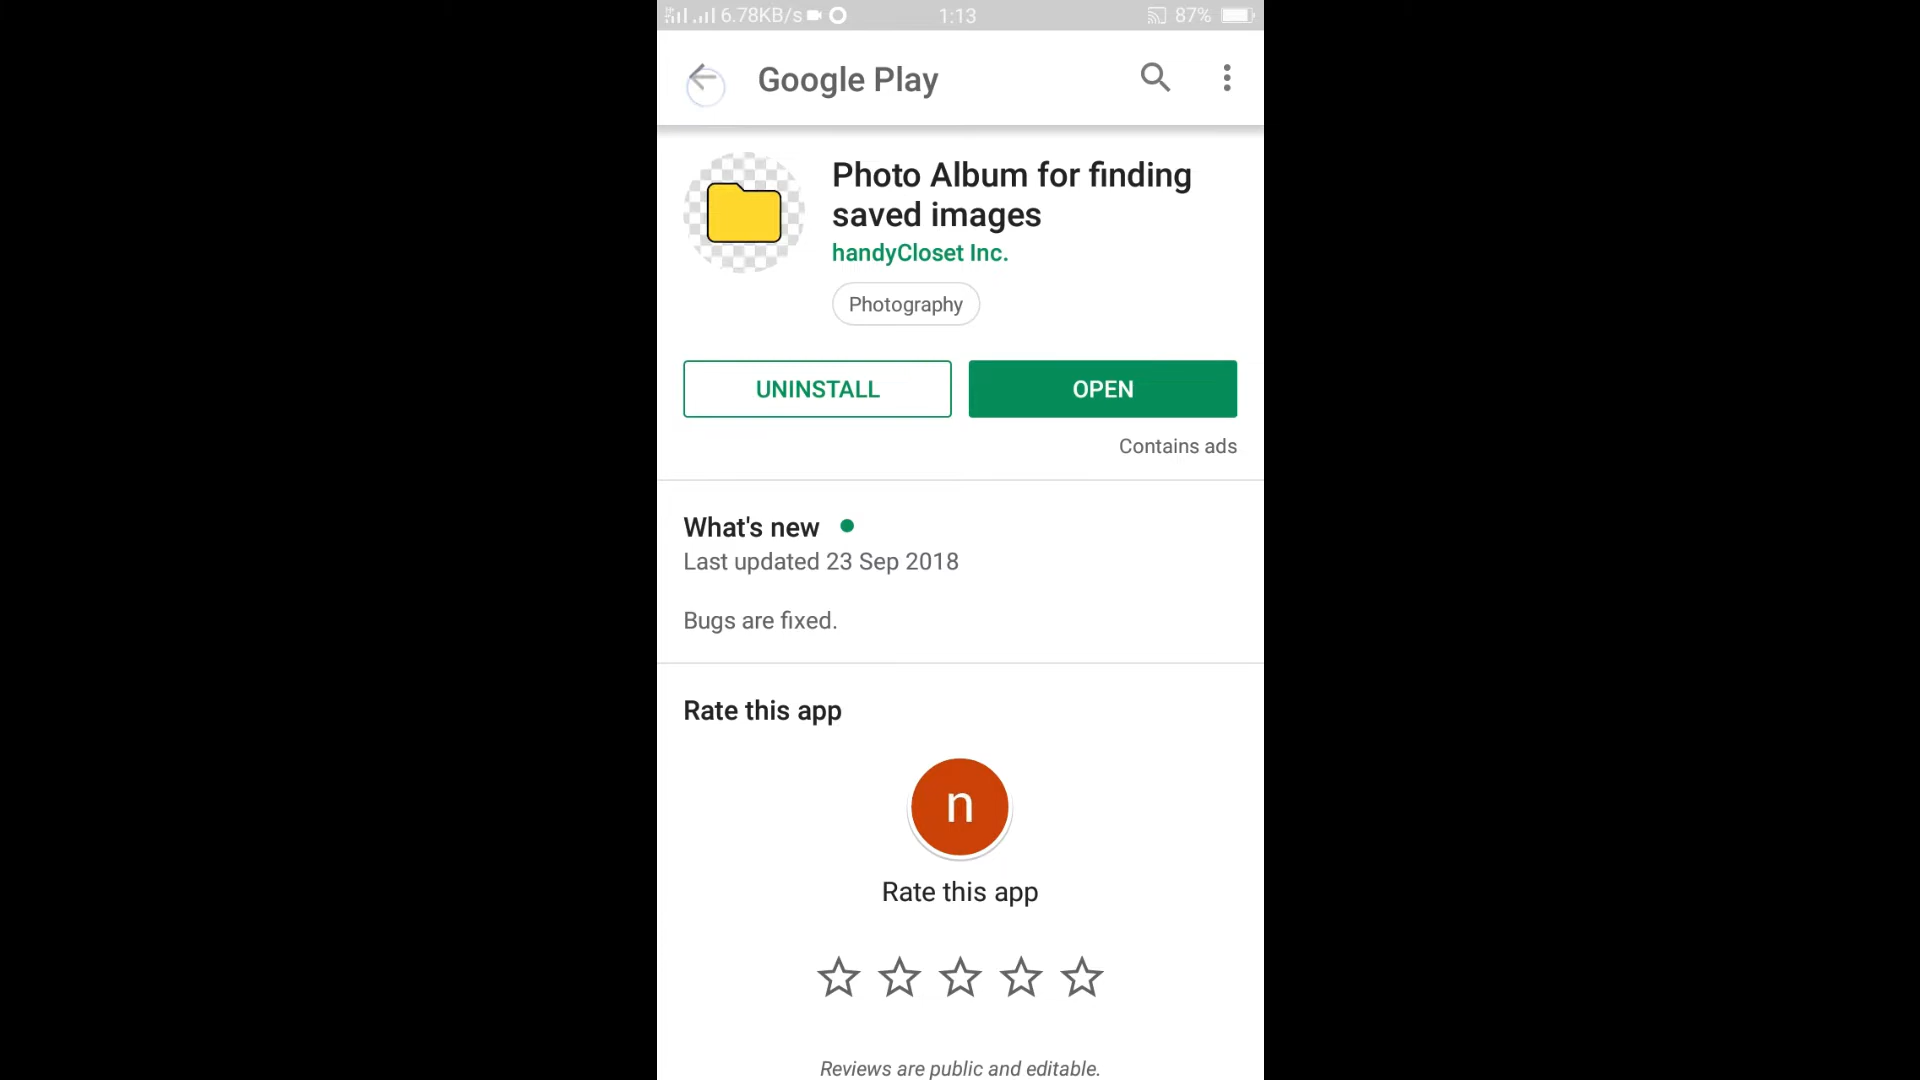 6.78KB/s 1:13 87%
Google Play
Photo Album for finding
saved images
handyCloset Inc.
Photography
UNINSTALL OPEN
Contains ads
What's new
Last updated 23 Sep 2018
Bugs are fixed.
Rate this app
n
Rate this app
Reviews are public and editable.